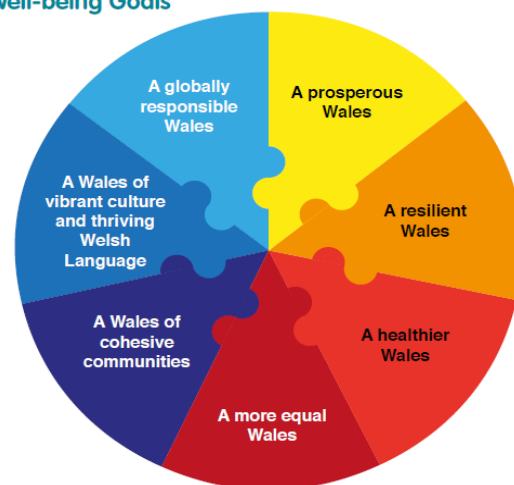 Well-being Goals
A prosperous
Wales
A resilient
Wales
A healthier
Wales
A more equal
Wales
A Wales of
cohesive
communities
A Wales of
vibrant culture
and thriving
Welsh
Language
A globally
responsible
Wales